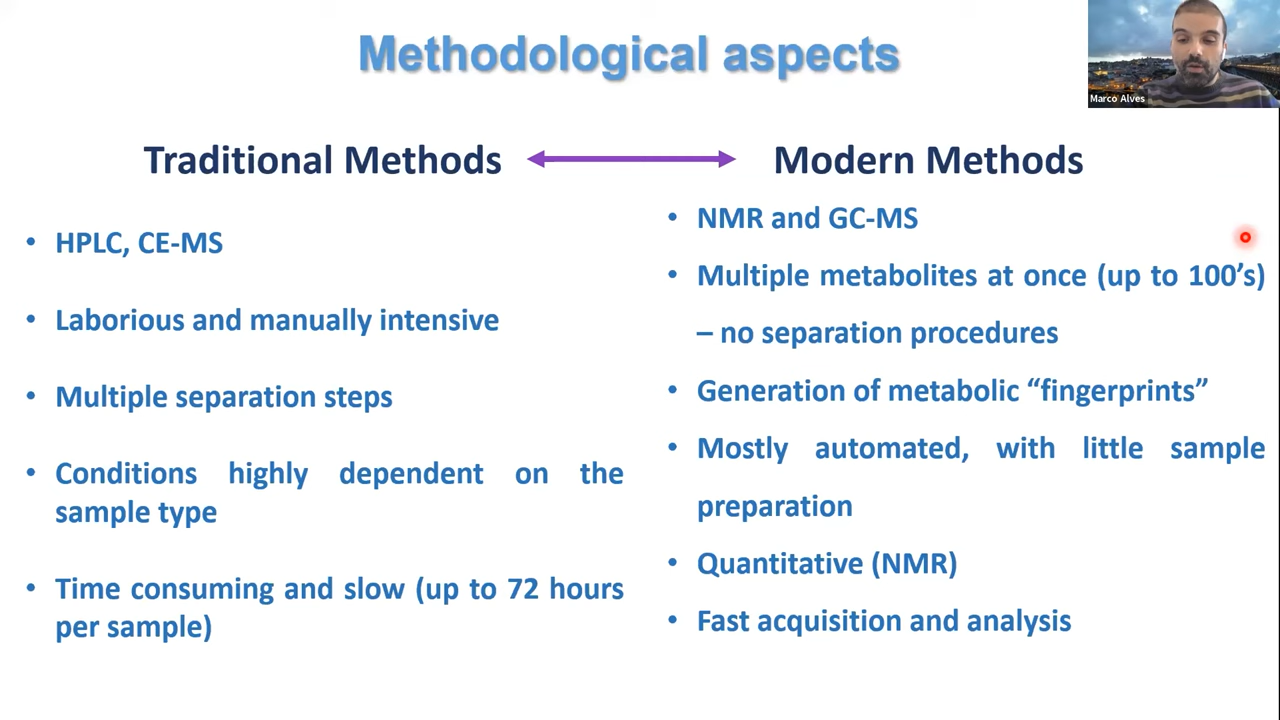 Methodological aspects
Marco Alves
Traditional Methods
• HPLC, CE-MS
• Laborious and manually intensive
• Multiple separation steps
• Conditions highly dependent on the
sample type
• Time consuming and slow (up to 72 hours
per sample)
Modern Methods
• NMR and GC-MS
• Multiple metabolites at once (up to 100’s)
– no separation procedures
• Generation of metabolic “fingerprints”
• Mostly automated, with little sample
preparation
• Quantitative (NMR)
• Fast acquisition and analysis